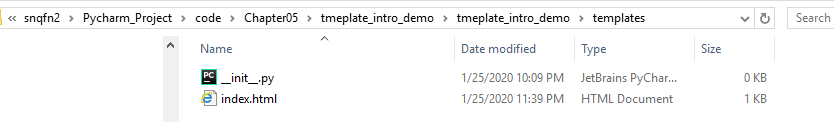 « snqfn2 > Pycharm_Project > code > Chapter05 > tmeplate_intro_demo > tmeplate_intro_demo > templates Search
Name Date modified Type Size
__init__.py 1/25/2020 10:09 PM JetBrains PyChar... 0 KB
index.html 1/25/2020 11:39 PM HTML Document 1 KB